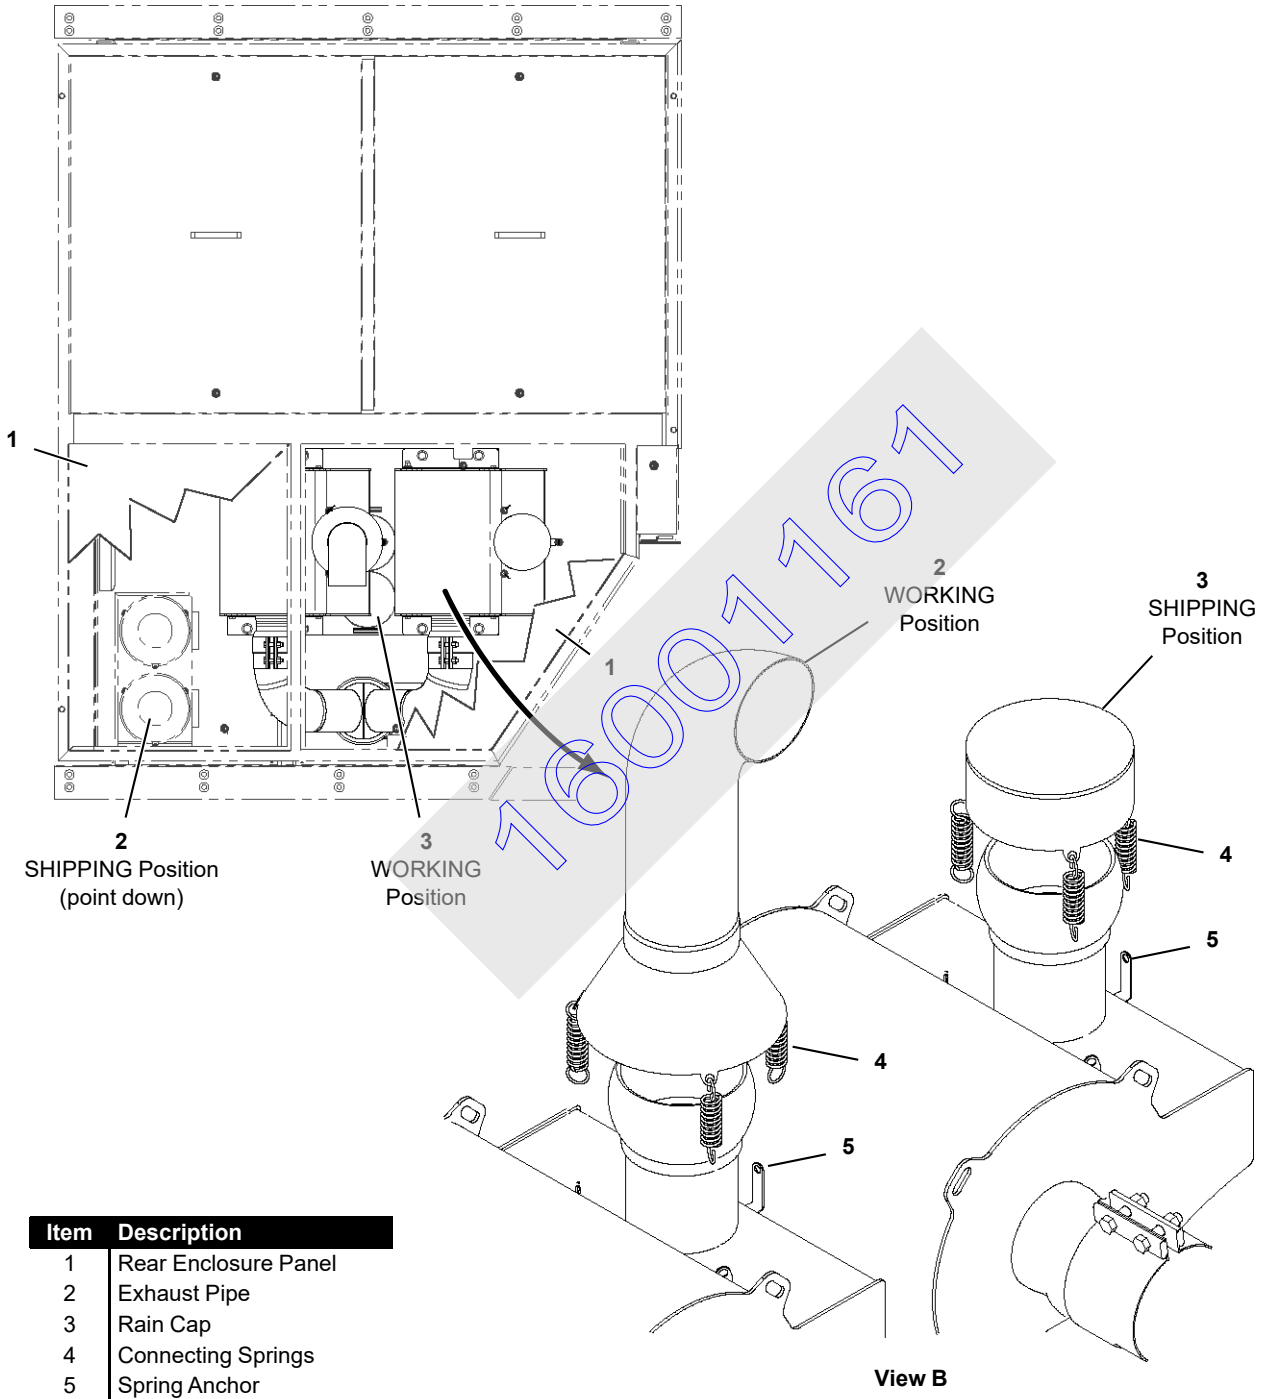 1
2
WORKING
Position
3
SHIPPING
Position
1
16001161
2
SHIPPING Position
(point down)
3
WORKING
Position
4
5
4
5
Item Description
1 Rear Enclosure Panel
2 Exhaust Pipe
3 Rain Cap
4 Connecting Springs
5 Spring Anchor
View B